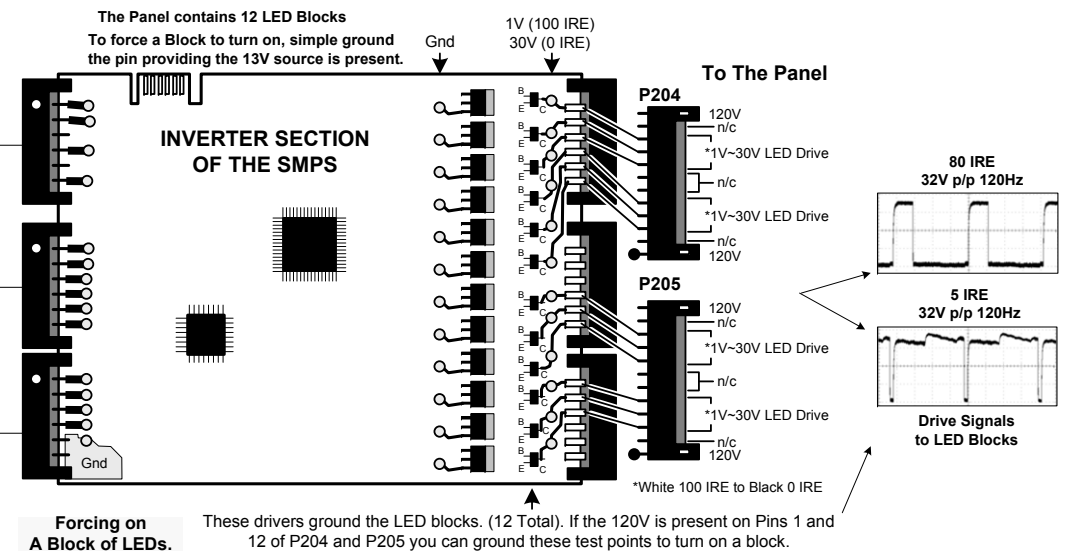 The Panel contains 12 LED Blocks
To force a Block to turn on, simple ground
the pin providing the 13V source is present.
Gnd
1V (100 IRE)
30V (0 IRE)
To The Panel
INVERTER SECTION
OF THE SMPS
B
E
C
B
E
C
B
E
C
B
E
C
B
E
C
B
E
C
B
E
C
B
E
C
B
E
C
B
E
C
B
E
C
B
E
C
P204
120V
n/c
*1V~30V LED Drive
n/c
*1V~30V LED Drive
n/c
120V
P205
120V
n/c
*1V~30V LED Drive
n/c
*1V~30V LED Drive
n/c
120V
*White 100 IRE to Black 0 IRE
80 IRE
32V p/p 120Hz
5 IRE
32V p/p 120Hz
Drive Signals
to LED Blocks
Gnd
Forcing on
A Block of LEDs.
These drivers ground the LED blocks. (12 Total). If the 120V is present on Pins 1 and
12 of P204 and P205 you can ground these test points to turn on a block.